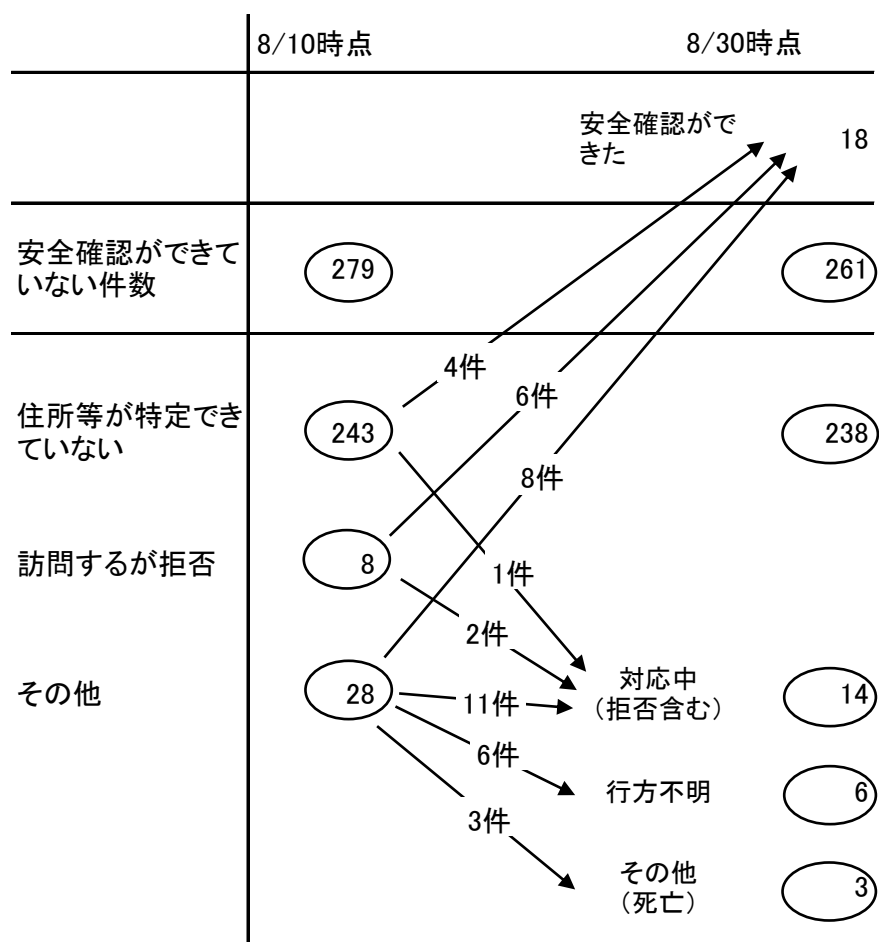 8/10時点
8/30時点
安全確認がで
きた
18
安全確認ができて
いない件数
279
261
4件
6件
住所等が特定でき
ていない
243
238
8件
訪問するが拒否
8
1件
2件
その他
28
11件
対応中
（拒否含む）
14
6件
行方不明
6
3件
その他
（死亡）
3